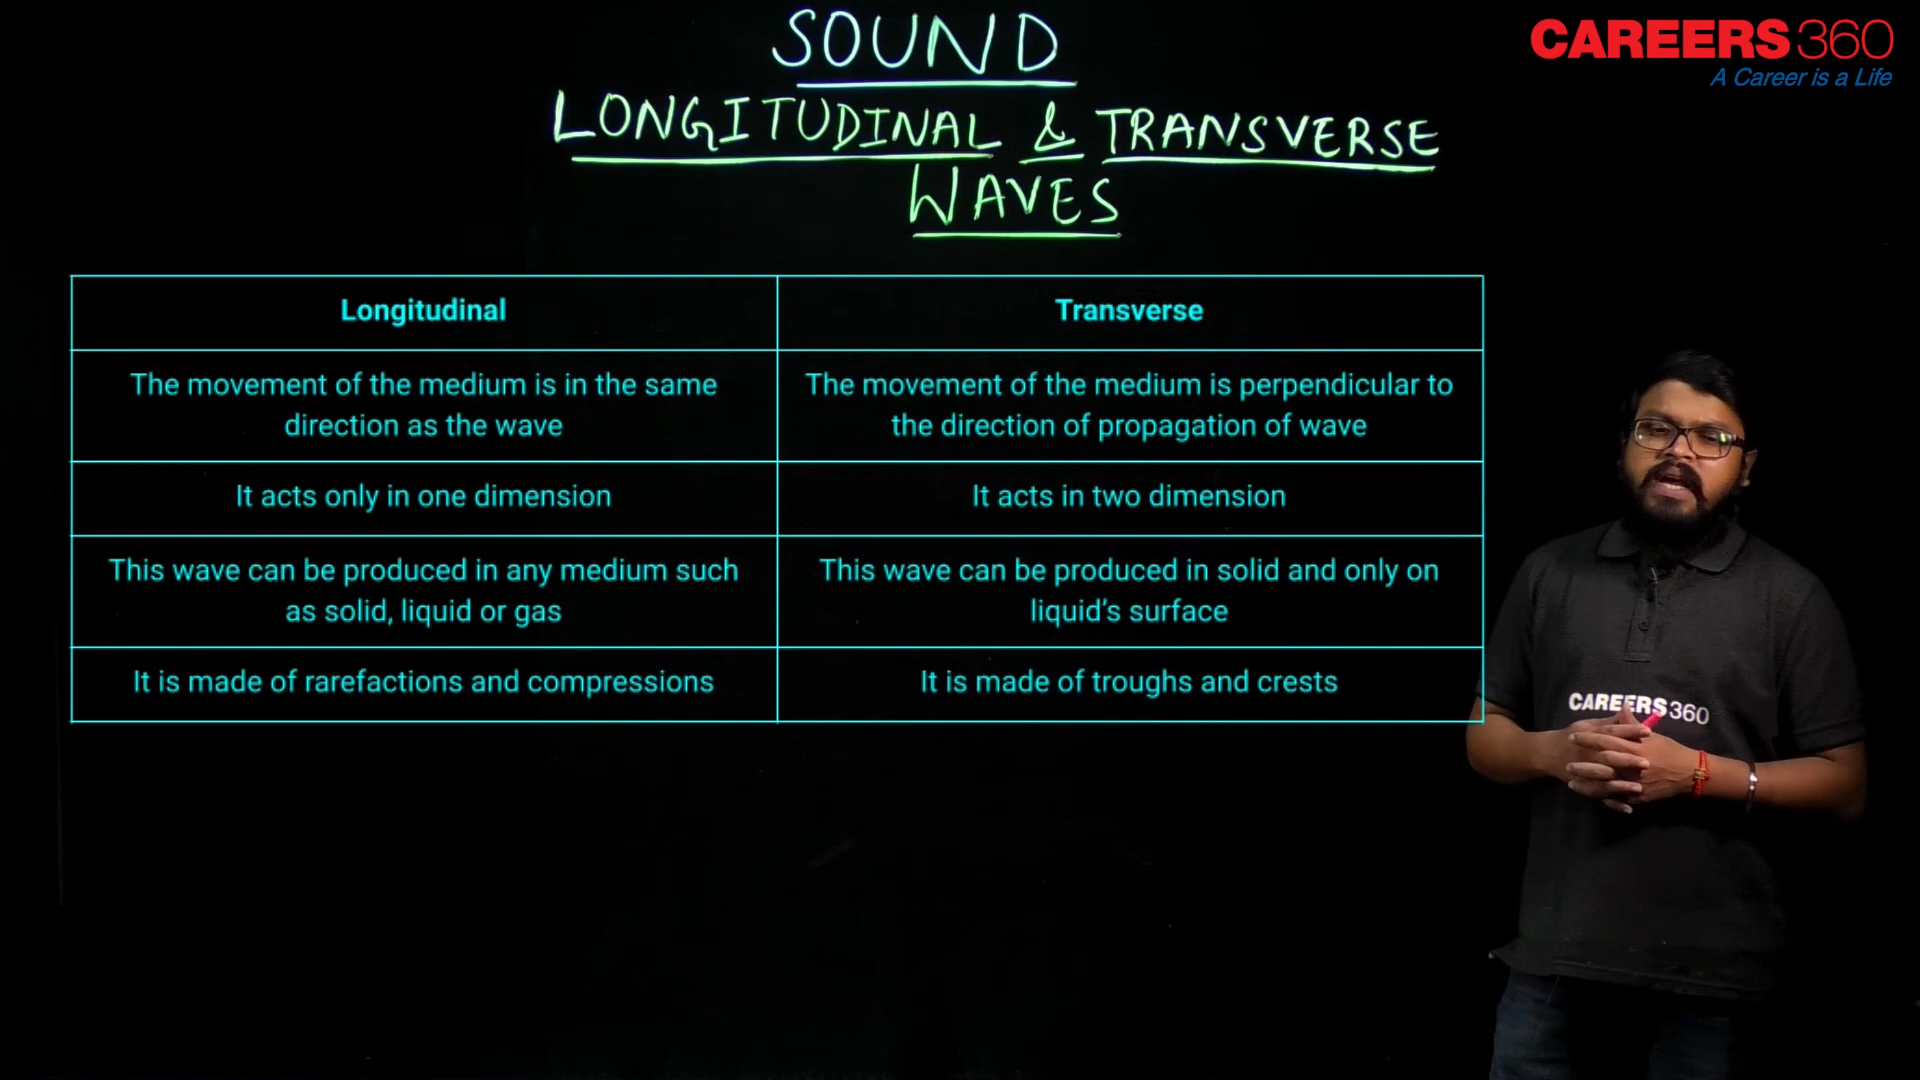 SOUND
CAREERS360
A Career is a Life
LONGITUDINAL & TRANSVERSE
WAVES
Longitudinal
Transverse
The movement of the medium is in the same
direction as the wave
The movement of the medium is perpendicular to
the direction of propagation of wave
It acts only in one dimension
It acts in two dimension
This wave can be produced in any medium such
as solid, liquid or gas
This wave can be produced in solid and only on
liquid’s surface
It is made of rarefactions and compressions
It is made of troughs and crests
CAREERS360